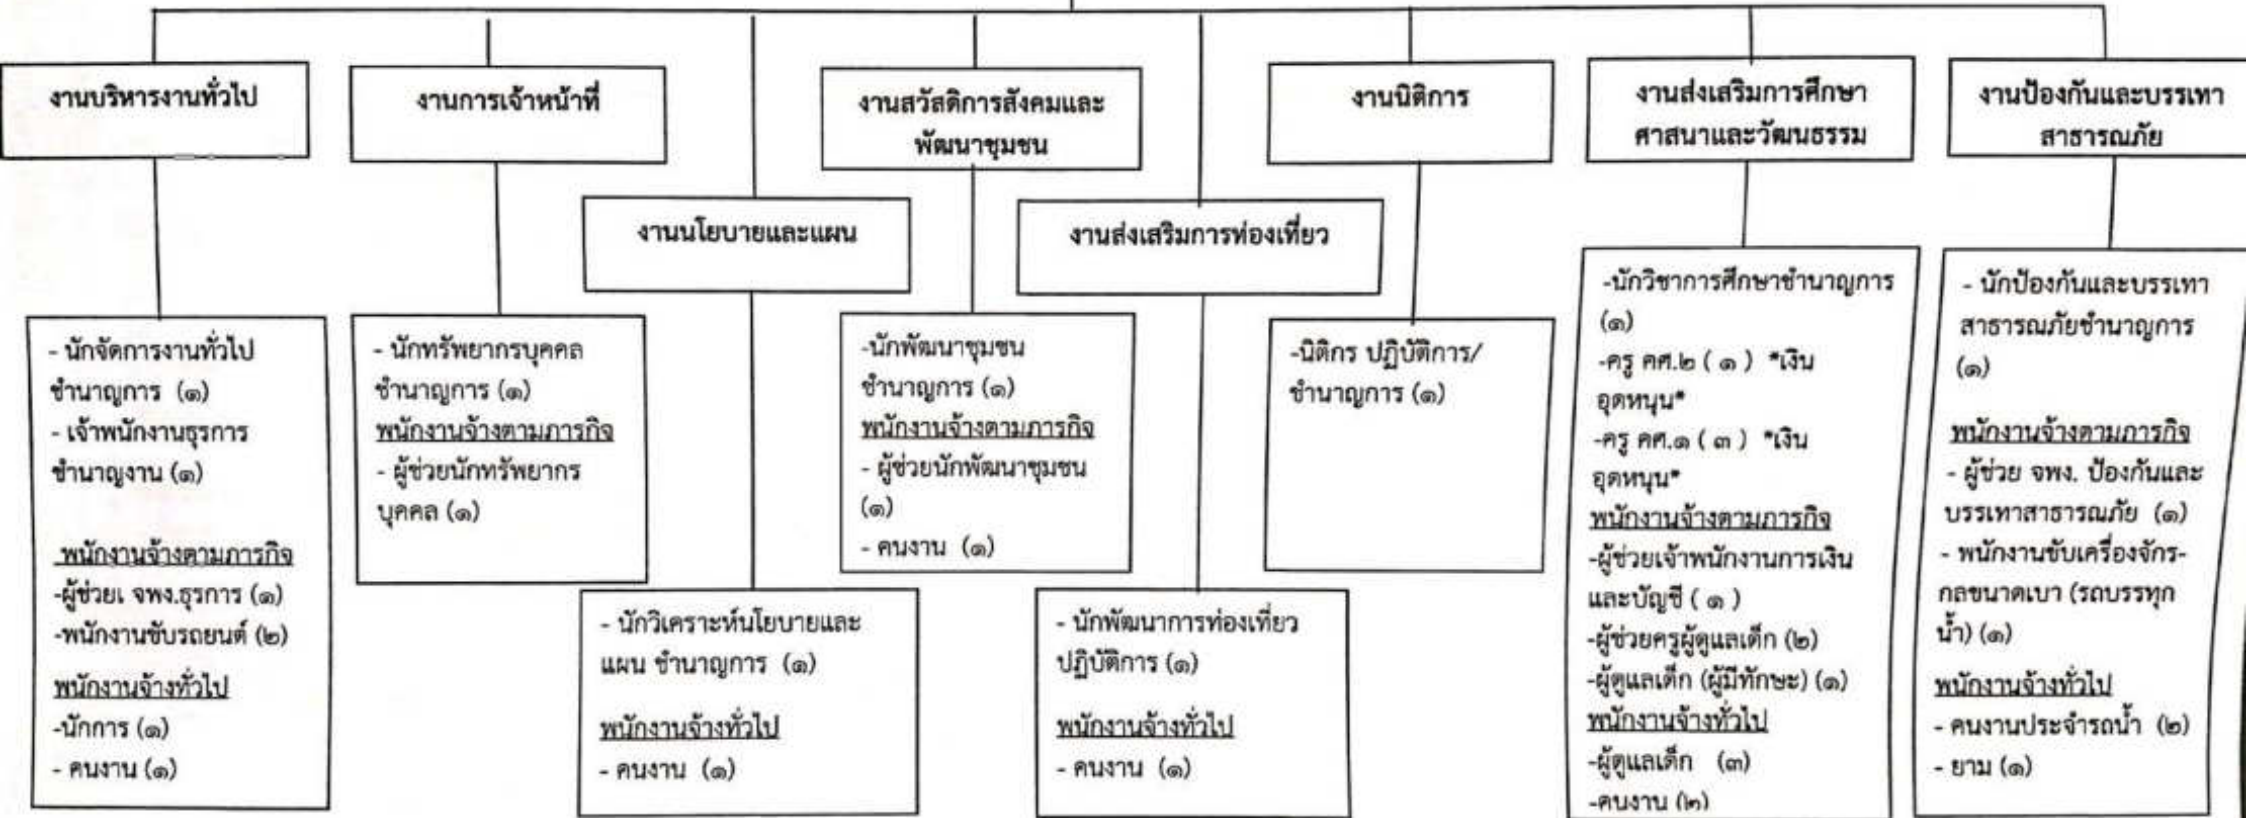 งานบริหารงานทั่วไป
งานการเจ้าหน้าที่
งานสวัสดิการสังคมและ
พัฒนาชุมชน
งานนิติการ
งานส่งเสริมการศึกษา
ศาสนาและวัฒนธรรม
งานป้องกันและบรรเทา
สาธารณภัย
งานนโยบายและแผน
งานส่งเสริมการท่องเที่ยว
- นักจัดการงานทั่วไป
ชำนาญการ (๑)
- เจ้าพนักงานธุรการ
ชำนาญงาน (๑)
พนักงานจ้างตามภารกิจ
-ผู้ช่วยเ จพง.ธุรการ (๑)
-พนักงานขับรถยนต์ (๒)
พนักงานจ้างทั่วไป
-นักการ (๑)
- คนงาน (๑)
- นักทรัพยากรบุคคล
ชำนาญการ (๑)
พนักงานจ้างตามภารกิจ
- ผู้ช่วยนักทรัพยากร
บุคคล (๑)
- นักวิเคราะห์นโยบายและ
แผน ชำนาญการ (๑)
พนักงานจ้างทั่วไป
- คนงาน (๑)
-นักพัฒนาชุมชน
ชำนาญการ (๑)
พนักงานจ้างตามภารกิจ
- ผู้ช่วยนักพัฒนาชุมชน
(๑)
- คนงาน (๑)
- นักพัฒนาการท่องเที่ยว
ปฏิบัติการ (๑)
พนักงานจ้างทั่วไป
- คนงาน (๑)
-นิติกร ปฏิบัติการ/
ชำนาญการ (๑)
-นักวิชาการศึกษาชำนาญการ
(๑)
-ครู คศ.๒ ( ๑ ) *เงิน
อุดหนุน*
-ครู คศ.๑ ( ๓ ) *เงิน
อุดหนุน*
พนักงานจ้างตามภารกิจ
-ผู้ช่วยเจ้าพนักงานการเงิน
และบัญชี ( ๑ )
-ผู้ช่วยครูผู้ดูแลเด็ก (๒)
-ผู้ดูแลเด็ก (ผู้มีทักษะ) (๑)
พนักงานจ้างทั่วไป
-ผู้ดูแลเด็ก (๓)
-คนงาน (๒)
- นักป้องกันและบรรเทา
สาธารณภัยชำนาญการ
(๑)
พนักงานจ้างตามภารกิจ
- ผู้ช่วย จพง. ป้องกันและ
บรรเทาสาธารณภัย (๑)
- พนักงานขับเครื่องจักร-
กลขนาดเบา (รถบรรทุก
น้ำ) (๑)
พนักงานจ้างทั่วไป
- คนงานประจำรถน้ำ (๒)
- ยาม (๑)